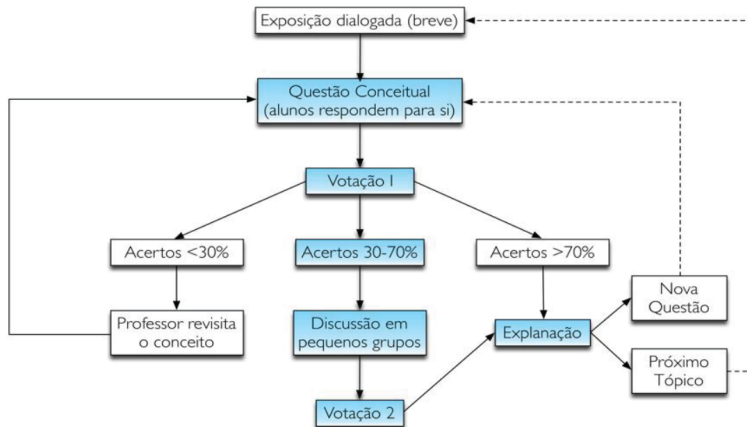 Exposição dialogada (breve)
Questão Conceitual
(alunos respondem para si)
Votação 1
Acertos <30%
Acertos 30-70%
Acertos >70%
Professor revisita
o conceito
Discussão em
pequenos grupos
Explanação
Nova
Questão
Próximo
Tópico
Votação 2